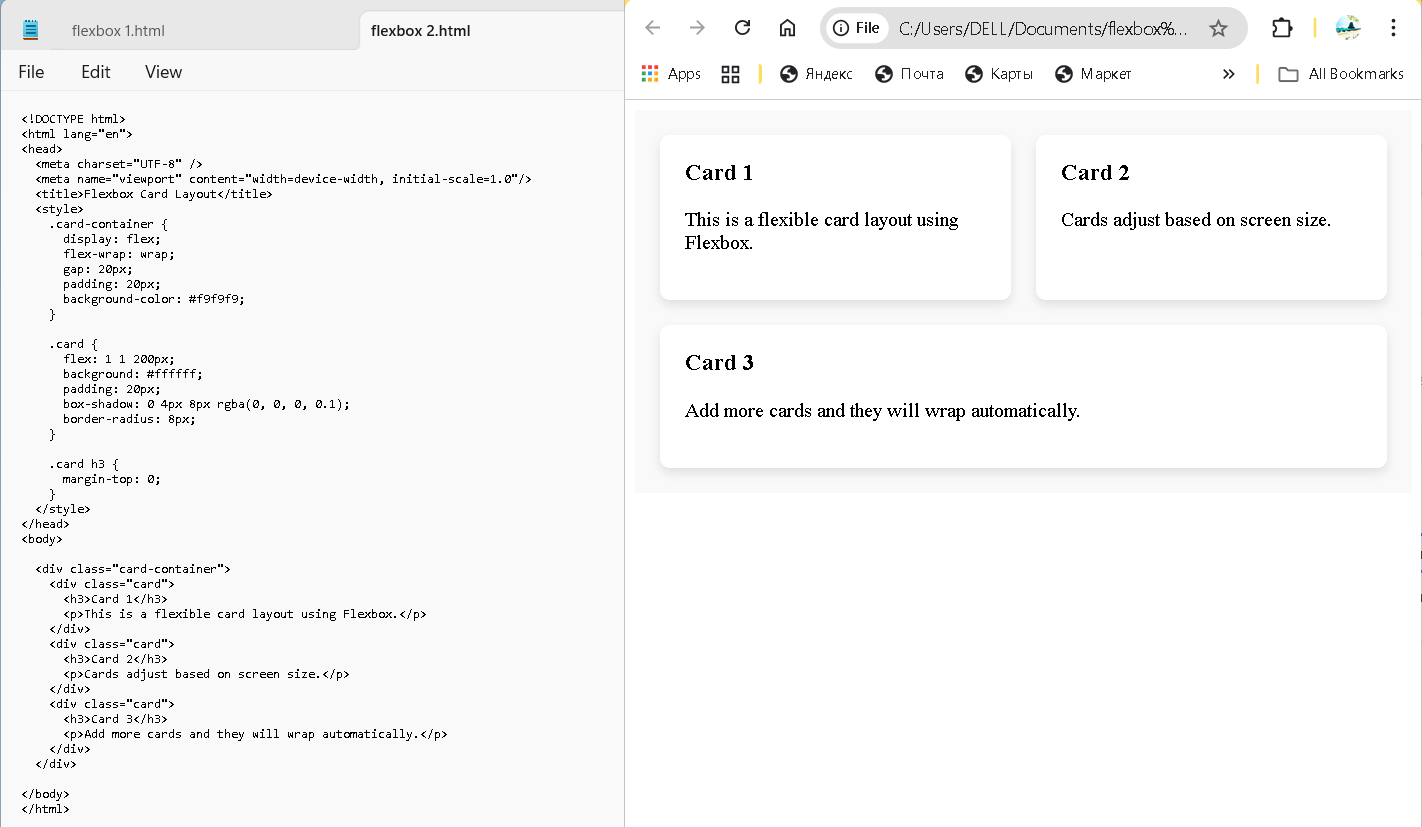 flexbox 1.html
flexbox 2.html
File Edit View
<!DOCTYPE html>
<html lang="en">
<head>
  <meta charset="UTF-8" />
  <meta name="viewport" content="width=device-width, initial-scale=1.0"/>
  <title>Flexbox Card Layout</title>
  <style>
    .card-container {
      display: flex;
      flex-wrap: wrap;
      gap: 20px;
      padding: 20px;
      background-color: #f9f9f9;
    }

    .card {
      flex: 1 1 200px;
      background: #ffffff;
      padding: 20px;
      box-shadow: 0 4px 8px rgba(0, 0, 0, 0.1);
      border-radius: 8px;
    }

    .card h3 {
      margin-top: 0;
    }
  </style>
</head>
<body>

  <div class="card-container">
    <div class="card">
      <h3>Card 1</h3>
      <p>This is a flexible card layout using Flexbox.</p>
    </div>
    <div class="card">
      <h3>Card 2</h3>
      <p>Cards adjust based on screen size.</p>
    </div>
    <div class="card">
      <h3>Card 3</h3>
      <p>Add more cards and they will wrap automatically.</p>
    </div>
  </div>

</body>
</html>
File C:/Users/DELL/Documents/flexbox%...
Apps Яндекс Почта Карты Маркет » All Bookmarks
Card 1
This is a flexible card layout using
Flexbox.
Card 2
Cards adjust based on screen size.
Card 3
Add more cards and they will wrap automatically.